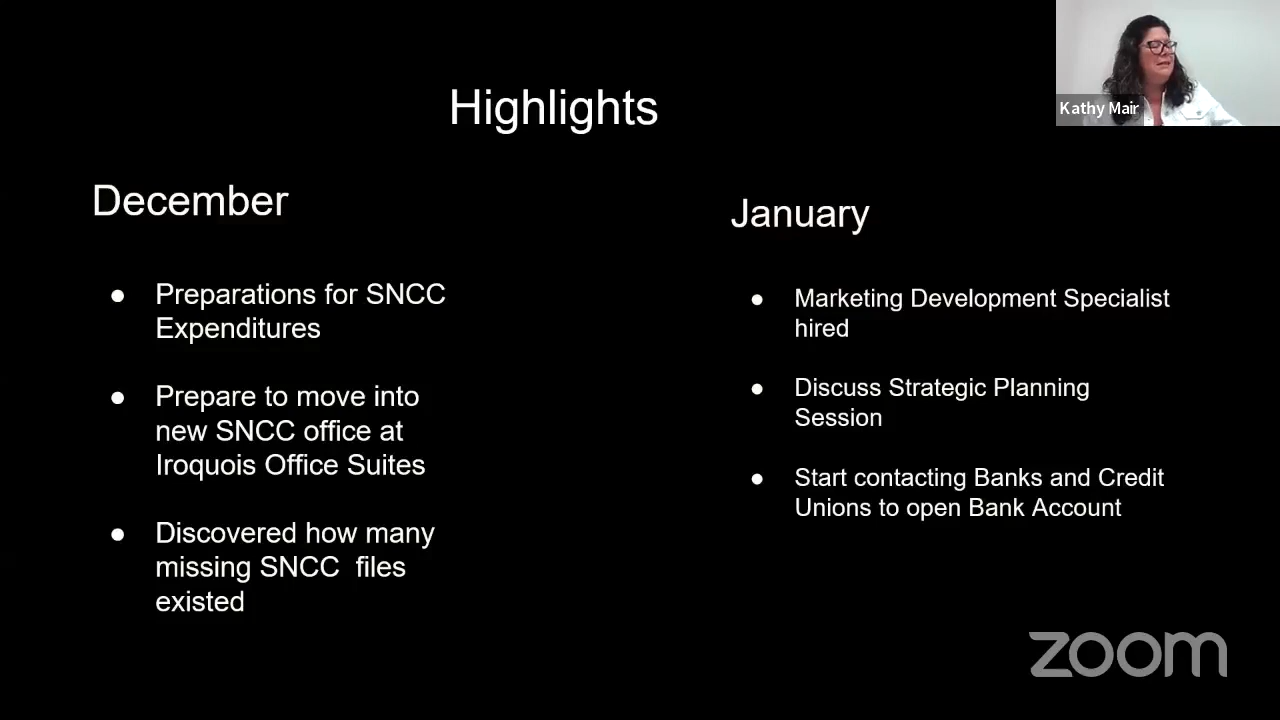 Kathy Mair
Highlights
December
● Preparations for SNCC
Expenditures
● Prepare to move into
new SNCC office at
Iroquois Office Suites
● Discovered how many
missing SNCC  files
existed
January
● Marketing Development Specialist
hired
● Discuss Strategic Planning
Session
● Start contacting Banks and Credit
Unions to open Bank Account
zoom